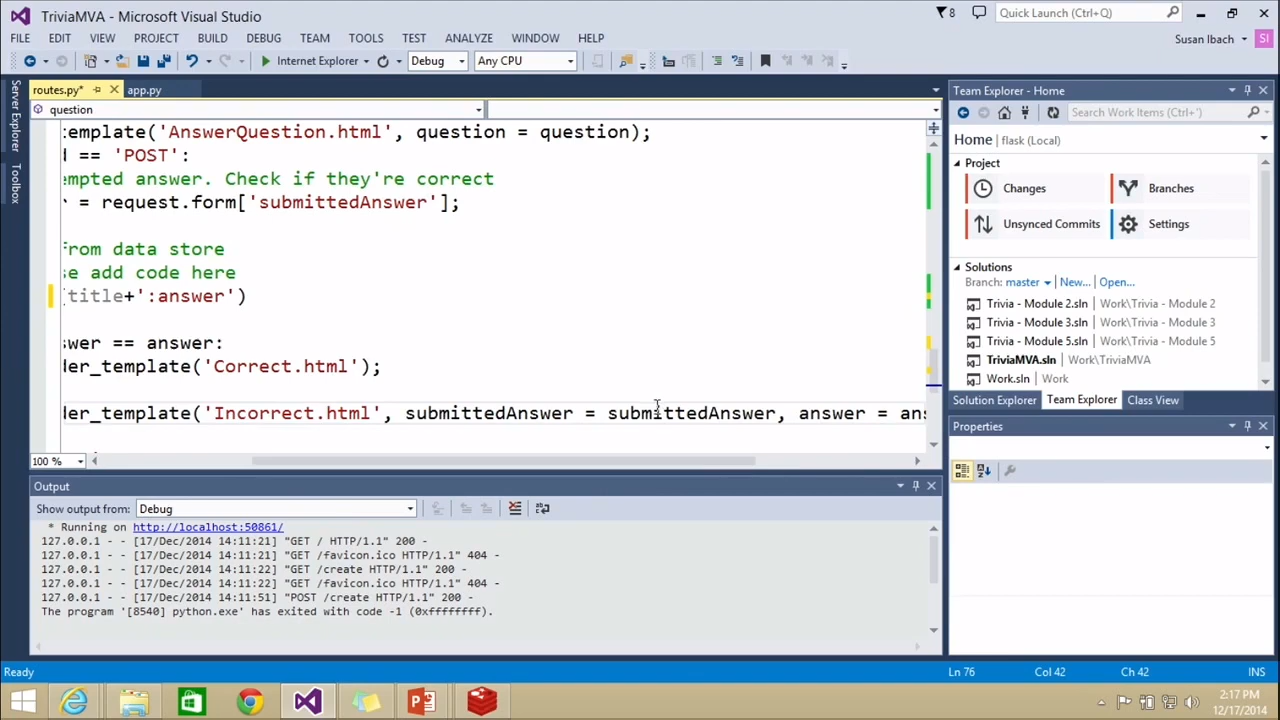 TriviaMVA - Microsoft Visual Studio
8
Quick Launch (Ctrl+Q)
FILE EDIT VIEW PROJECT BUILD DEBUG TEAM TOOLS TEST ANALYZE WINDOW HELP
Susan Ibach SI
Internet Explorer Debug Any CPU
Server Explorer
Toolbox
routes.py* app.py
question
:emplate('AnswerQuestion.html', question = question);
d == 'POST':
empted answer. Check if they're correct
r = request.form['submittedAnswer'];
from data store
se add code here
(title+':answer')
swer == answer:
der_template('Correct.html');
der_template('Incorrect.html', submittedAnswer = submittedAnswer, answer = ans
100 %
Output
Show output from: Debug
* Running on http://localhost:50861/
127.0.0.1 - - [17/Dec/2014 14:11:21] "GET / HTTP/1.1" 200 -
127.0.0.1 - - [17/Dec/2014 14:11:21] "GET /favicon.ico HTTP/1.1" 404 -
127.0.0.1 - - [17/Dec/2014 14:11:22] "GET /create HTTP/1.1" 200 -
127.0.0.1 - - [17/Dec/2014 14:11:22] "GET /favicon.ico HTTP/1.1" 404 -
127.0.0.1 - - [17/Dec/2014 14:11:51] "POST /create HTTP/1.1" 200 -
The program '[8540] python.exe' has exited with code -1 (0xffffffff).
Team Explorer - Home
Search Work Items (Ctrl+')
Home | flask (Local)
Project
Changes Branches
Unsynced Commits Settings
Solutions
Branch: master New... Open...
Trivia - Module 2.sln Work\Trivia - Module 2
Trivia - Module 3.sln Work\Trivia - Module 3
Trivia - Module 5.sln Work\Trivia - Module 5
TriviaMVA.sln Work\TriviaMVA
Work.sln Work
Solution Explorer Team Explorer Class View
Properties
Ready Ln 76 Col 42 Ch 42 INS
2:17 PM
12/17/2014